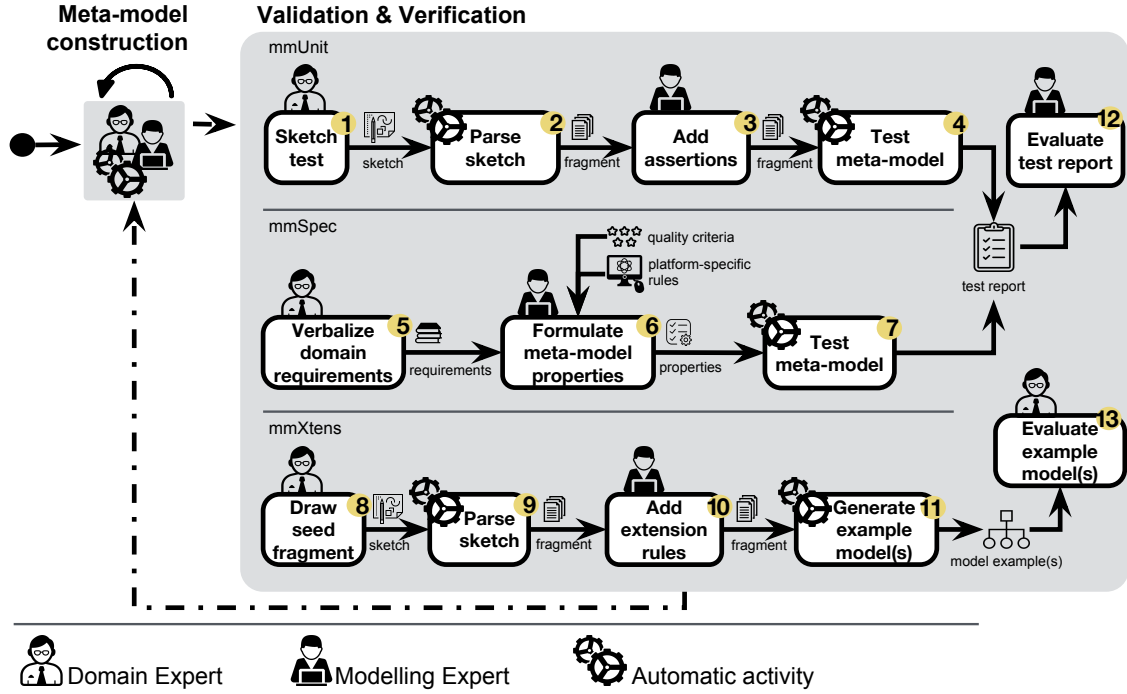 Meta-model
construction
Validation & Verification
mmUnit
1
Sketch
test
sketch
2
Parse
sketch
fragment
3
Add
assertions
fragment
4
Test
meta-model
12
Evaluate
test report
mmSpec
quality criteria
platform-specific
rules
test report
5
Verbalize
domain
requirements
requirements
6
Formulate
meta-model
properties
properties
7
Test
meta-model
mmXtens
13
Evaluate
example
model(s)
8
Draw
seed
fragment
sketch
9
Parse
sketch
fragment
10
Add
extension
rules
fragment
11
Generate
example
model(s)
model example(s)
Domain Expert
Modelling Expert
Automatic activity